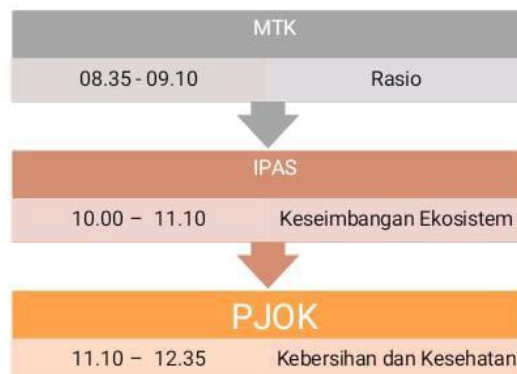 MTK
08.35 - 09.10 Rasio
IPAS
10.00 – 11.10 Keseimbangan Ekosistem
PJOK
11.10 – 12.35 Kebersihan dan Kesehatan